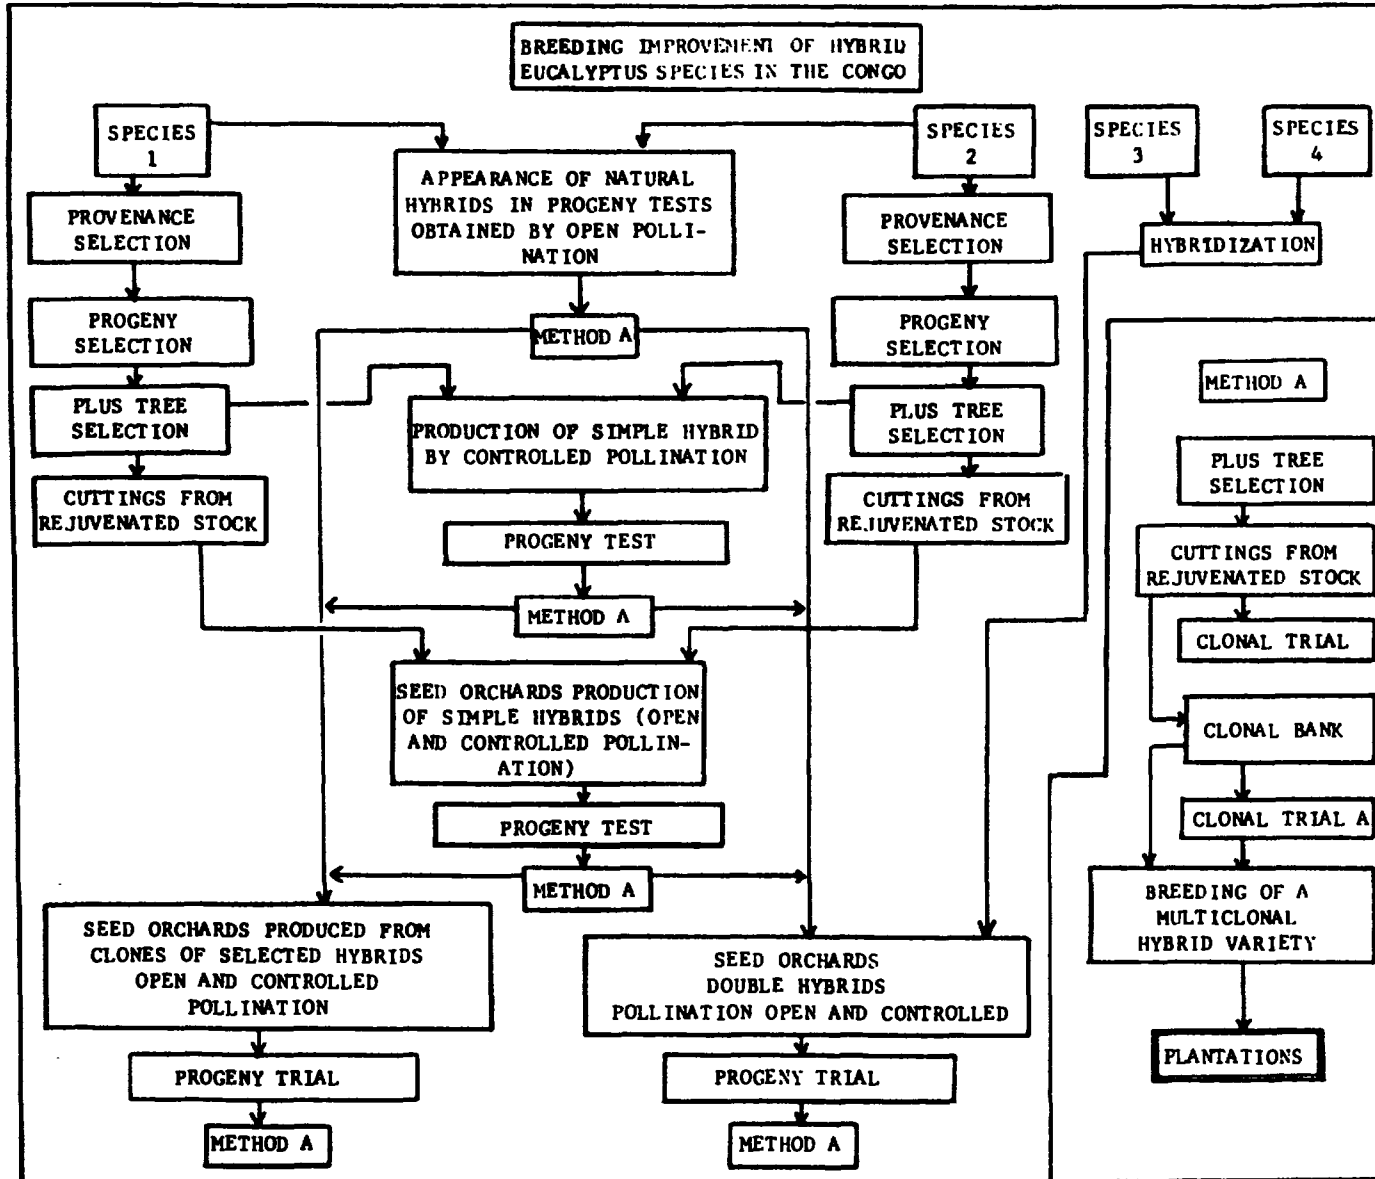 BREEDING IMPROVEMENT OF HYBRID
EUCALYPTUS SPECIES IN THE CONGO
SPECIES
1
SPECIES
2
SPECIES
3
SPECIES
4
APPEARANCE OF NATURAL
HYBRIDS IN PROGENY TESTS
OBTAINED BY OPEN POLLI-
NATION
PROVENANCE
SELECTION
PROVENANCE
SELECTION
HYBRIDIZATION
PROGENY
SELECTION
METHOD A
PROGENY
SELECTION
PLUS TREE
SELECTION
PRODUCTION OF SIMPLE HYBRID
BY CONTROLLED POLLINATION
PLUS TREE
SELECTION
CUTTINGS FROM
REJUVENATED STOCK
PROGENY TEST
CUTTINGS FROM
REJUVENATED STOCK
METHOD A
SEED ORCHARDS PRODUCTION
OF SIMPLE HYBRIDS (OPEN
AND CONTROLLED POLLIN-
ATION)
PROGENY TEST
METHOD A
SEED ORCHARDS PRODUCED FROM
CLONES OF SELECTED HYBRIDS
OPEN AND CONTROLLED
POLLINATION
PROGENY TRIAL
METHOD A
SEED ORCHARDS
DOUBLE HYBRIDS
POLLINATION OPEN AND CONTROLLED
PROGENY TRIAL
METHOD A
METHOD A
PLUS TREE
SELECTION
CUTTINGS FROM
REJUVENATED STOCK
CLONAL TRIAL
CLONAL BANK
CLONAL TRIAL A
BREEDING OF A
MULTICLONAL
HYBRID VARIETY
PLANTATIONS